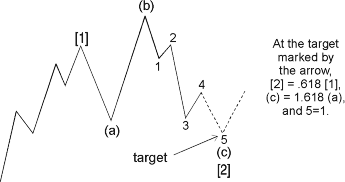 (b)
[1]
2
1
4
(a)
3
5
target
(c)
[2]
At the target
marked by
the arrow,
[2] = .618 [1],
(c) = 1.618 (a),
and 5=1.